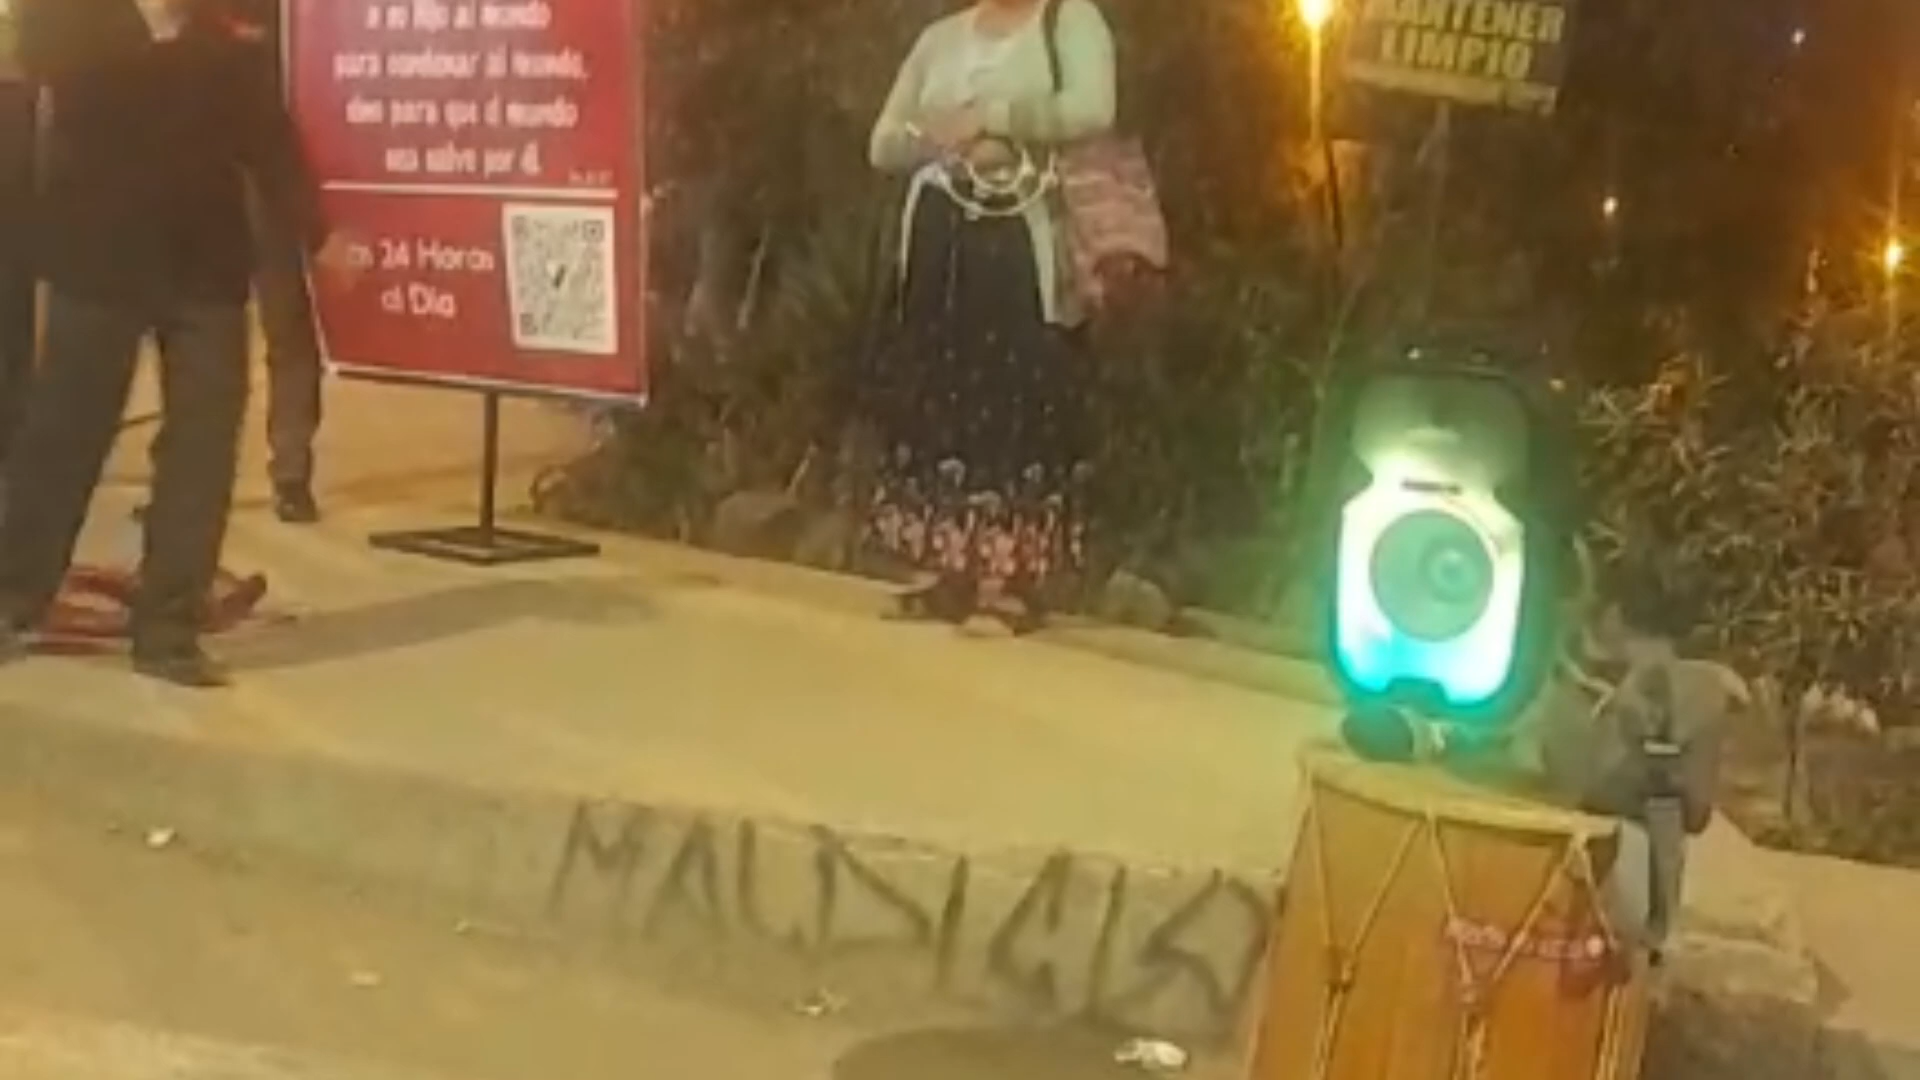 a su Hijo al mundo
para condenar al mundo,
sino para que el mundo
sea salvo por él.
24 Horas
al Dia
MANTENER
LIMPIO
MALDICIO